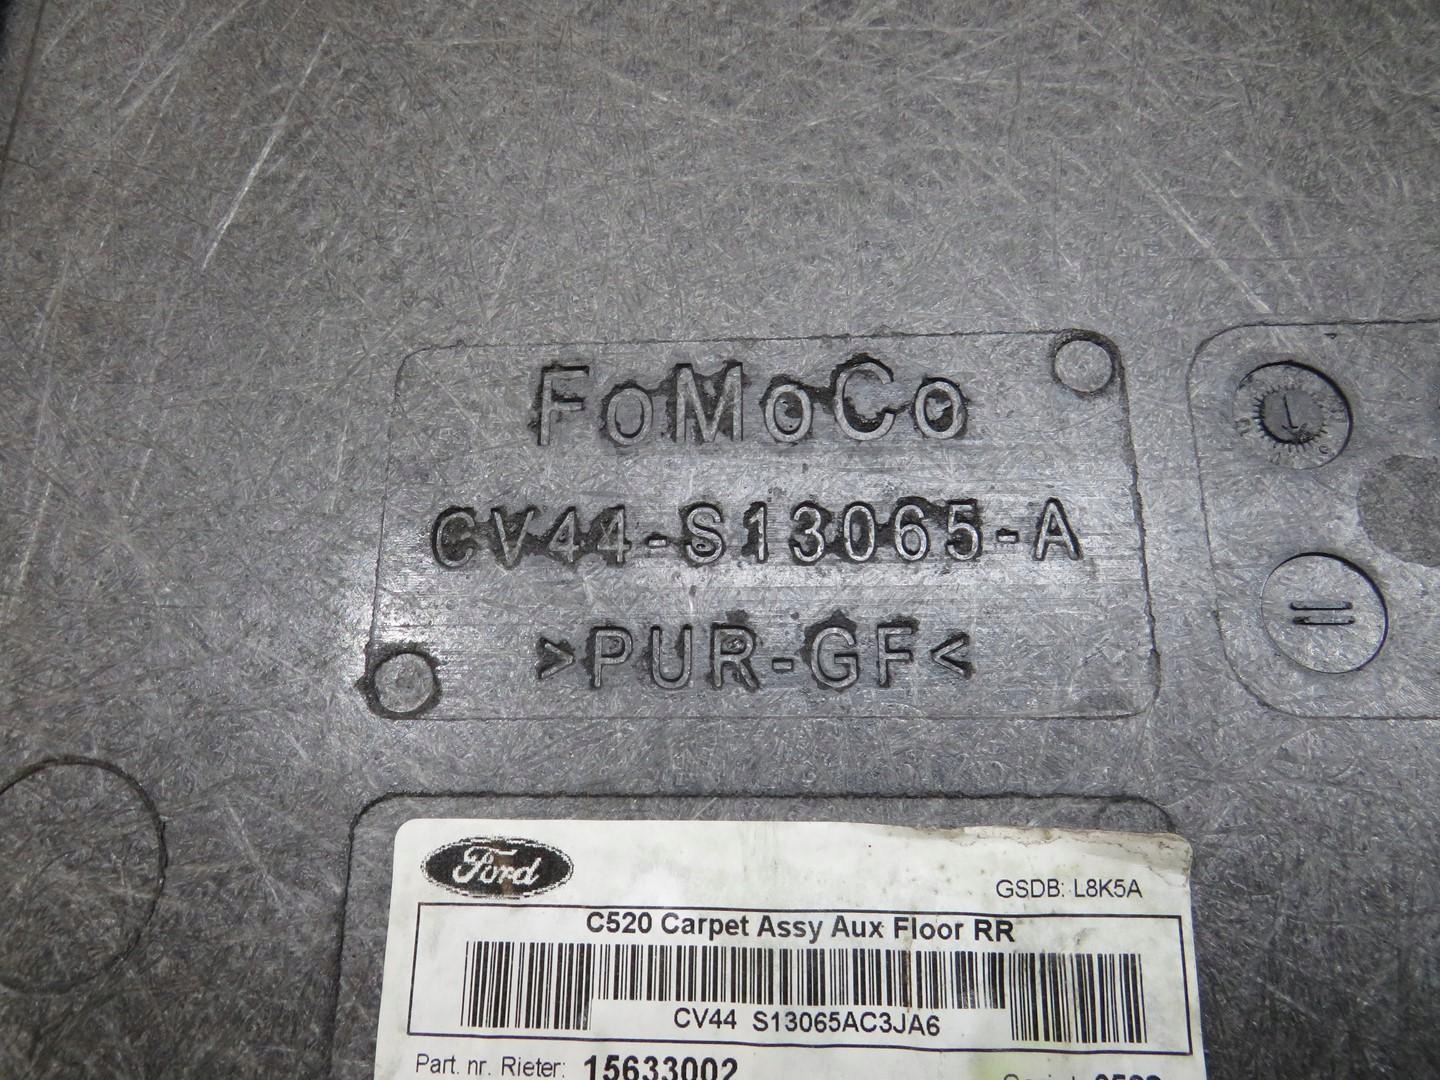 FoMoCo
CV44-S13065-A
>PUR-GF<
Ford
GSDB: L8K5A
C520 Carpet Assy Aux Floor RR
CV44 S13065AC3JA6
Part. nr. Rieter: 15633002